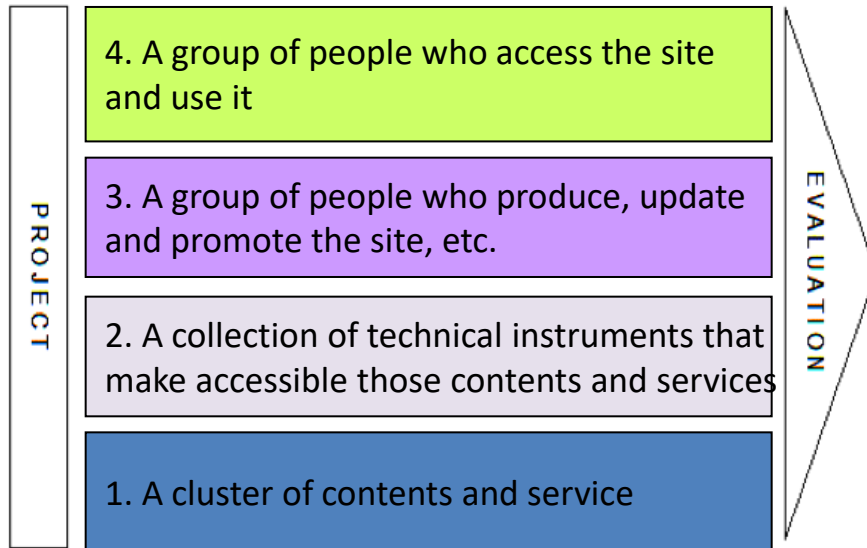 4. A group of people who access the site
and use it
3. A group of people who produce, update
and promote the site, etc.
2. A collection of technical instruments that
make accessible those contents and services
1. A cluster of contents and service
PROJECT
EVALUATION